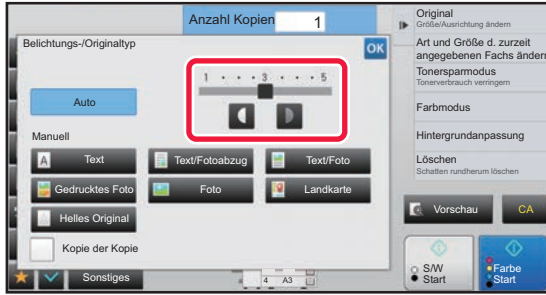 Anzahl Kopien 1
Belichtungs-/Originaltyp
OK
1 3 5
Auto
Manuell
A Text
Text/Fotoabzug
Text/Foto
Gedrucktes Foto
Foto
Landkarte
Helles Original
Kopie der Kopie
Sonstiges
4 A3
Original
Größe/Ausrichtung ändern
Art und Größe d. zurzeit
angegebenen Fachs ändern
Tonersparmodus
Tonerverbrauch verringern
Farbmodus
Hintergrundanpassung
Löschen
Schatten rundherum löschen
Vorschau
CA
S/W
Start
Farbe
Start